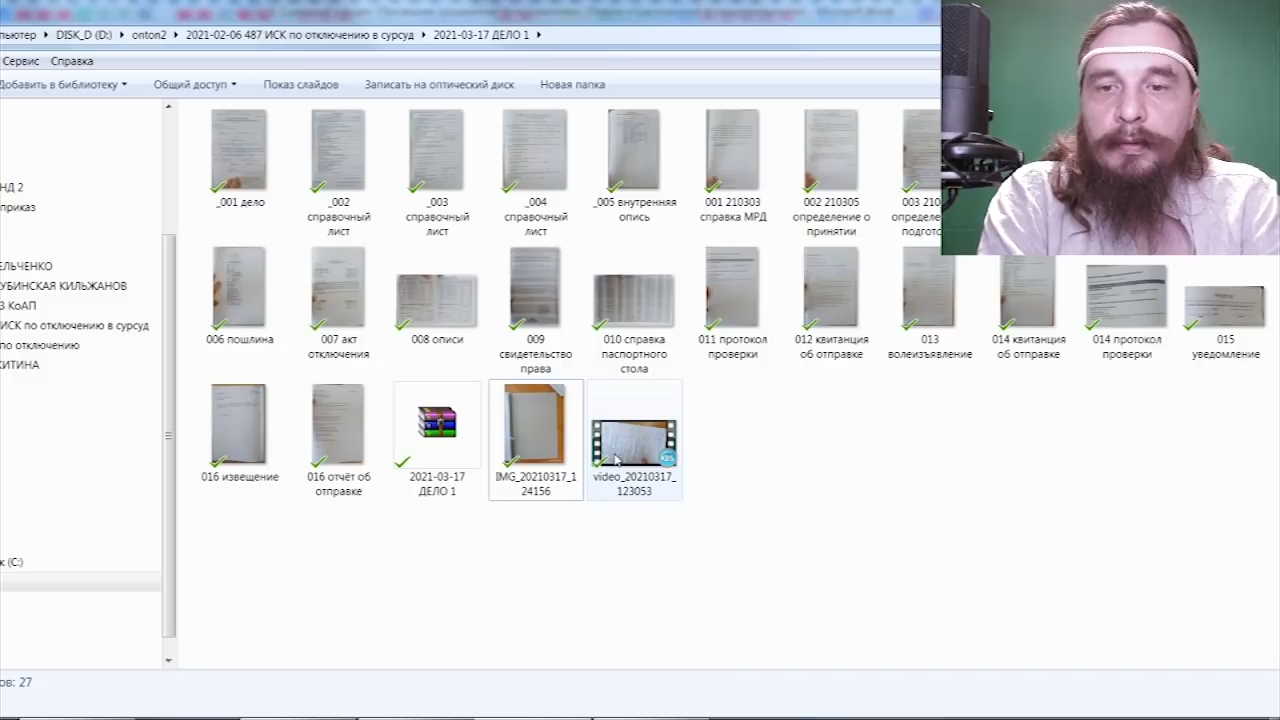 пьютер ▸ DISK_D (D:) ▸ onton2 ▸ 2021-02-06 487 ИСК по отключению в сурсуд ▸ 2021-03-17 ДЕЛО 1 ▸
Сервис Справка
Добавить в библиотеку Общий доступ Показ слайдов Записать на оптический диск Новая папка
НД 2
приказ
ЕЛЬЧЕНКО
УБИНСКАЯ КИЛЬЖАНОВ
З КоАП
ИСК по отключению в сурсуд
по отключению
КИТИНА
к (C:)
_001 дело
_002
справочный
лист
_003
справочный
лист
_004
справочный
лист
_005 внутренняя
опись
001 210303
справка МРД
002 210305
определение о
принятии
003 210
определе
подгото
006 пошлина
007 акт
отключения
008 описи
009
свидетельство
права
010 справка
паспортного
стола
011 протокол
проверки
012 квитанция
об отправке
013
волеизъявление
014 квитанция
об отправке
014 протокол
проверки
015
уведомление
016 извещение
016 отчёт об
отправке
2021-03-17
ДЕЛО 1
IMG_20210317_1
24156
video_20210317_
123053
ов: 27